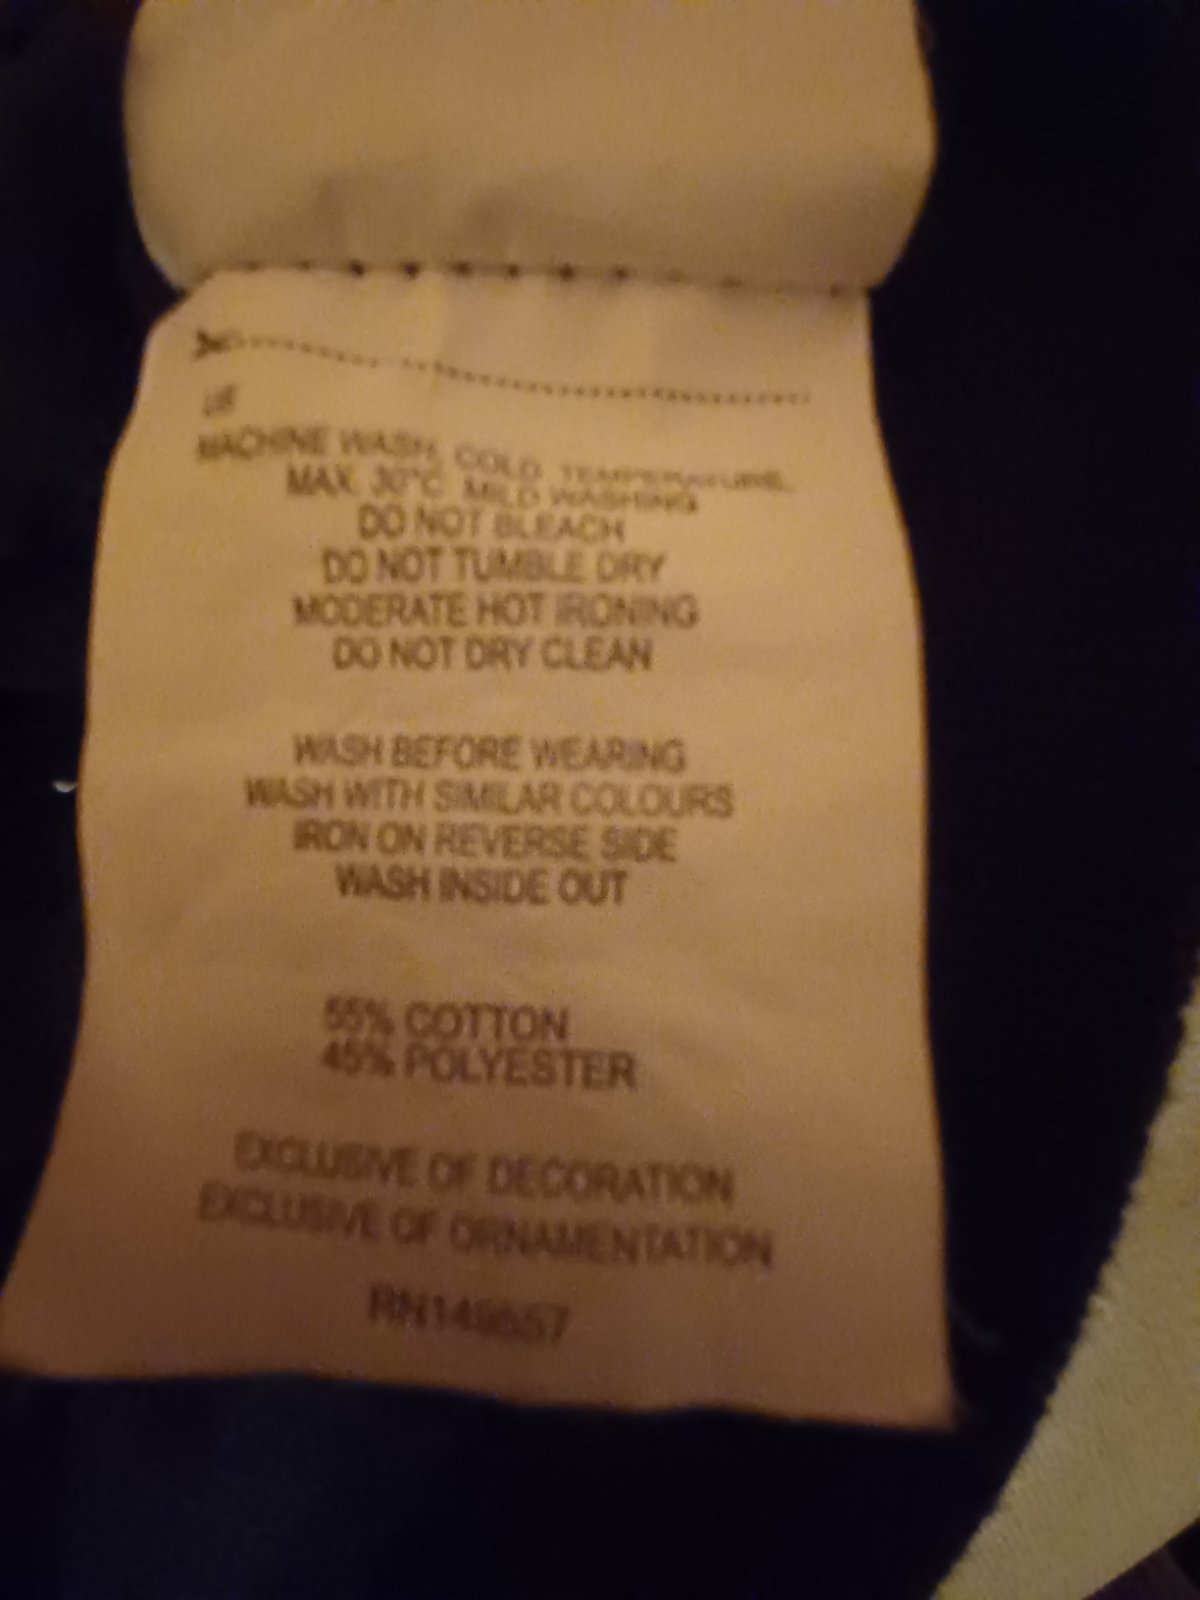 MACHINE WASH, COLD TEMPERATURE,
MAX 30°C MILD WASHING
DO NOT BLEACH
DO NOT TUMBLE DRY
MODERATE HOT IRONING
DO NOT DRY CLEAN
WASH BEFORE WEARING
WASH WITH SIMILAR COLOURS
IRON ON REVERSE SIDE
WASH INSIDE OUT
55% COTTON
45% POLYESTER
EXCLUSIVE OF DECORATION
EXCLUSIVE OF ORNAMENTATION